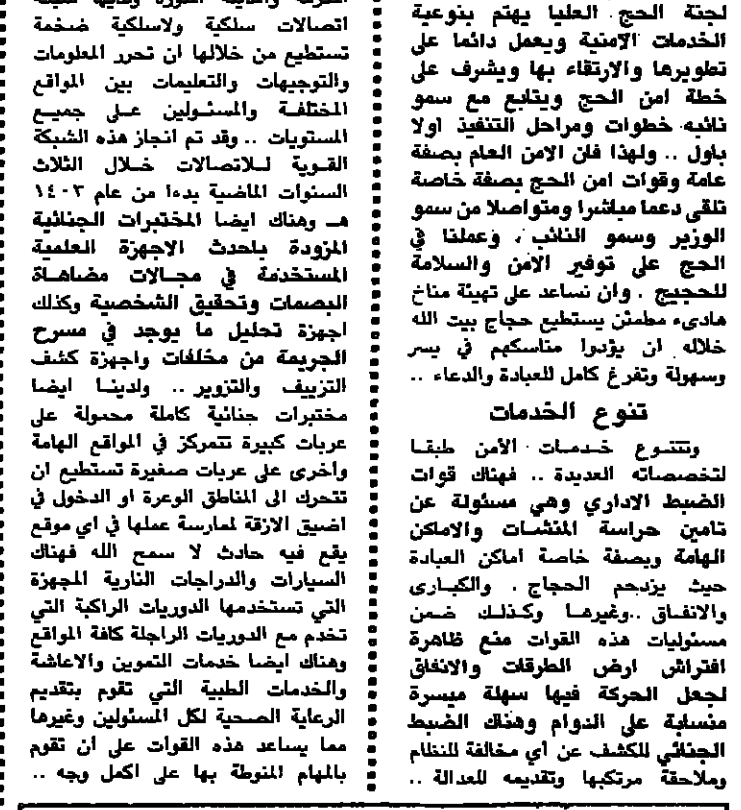 لجنة الحج العليا يهتم بنوعية
الخدمات الامنية ويعمل دائما على
تطويرها والارتقاء بها ويشرف على
خطة امن الحج ويتابع مع سمو
نائبه خطوات ومراحل التنفيذ اولا
باول .. ولهذا فان الامن العام بصفة
عامة وقوات امن الحج بصفة خاصة
تلقى دعما مباشرا ومتواصلا من سمو
الوزير وسمو النائب ، وعملنا في
الحج على توفير الأمن والسلامة
للحجيج . وان نساعد على تهيئة مناخ
هادىء مطمئن يستطيع حجاج بيت الله
خلاله ان يؤدوا مناسكهم في يسر
وسهولة وتفرغ كامل للعبادة والدعاء ..
تنوع الخدمات
وتتنوع خدمات الأمن طبقا
لتخصصاته العديدة .. فهناك قوات
الضبط الاداري وهي مسئولة عن
تامين حراسة المنشات والاماكن
الهامة وبصفة خاصة اماكن العبادة
حيث يزدحم الحجاج . والكبارى
والانفاق ..وغيرها وكذلك ضمن
مسئوليات هذه القوات منع ظاهرة
افتراش ارض الطرقات والانفاق
لجعل الحركة فيها سهلة ميسرة
منسابة على الدوام وهناك الضبط
الجنائي للكشف عن أي مخالفة للنظام
وملاحقة مرتكبها وتقديمه للعدالة ..
اتصالات سلكية ولاسلكية ضخمة
تستطيع من خلالها ان تحرر المعلومات
والتوجيهات والتعليمات بين المواقع
المختلفة والمسئولين على جميع
المستويات .. وقد تم انجاز هذه الشبكة
القوية للاتصالات خلال الثلاث
السنوات الماضية بدءا من عام ١٤٠٣
هـ وهناك ايضا المختبرات الجنائية
المزودة باحدث الاجهزة العلمية
المستخدمة في مجالات مضاهاة
البصمات وتحقيق الشخصية وكذلك
اجهزة تحليل ما يوجد في مسرح
الجريمة من مخلفات واجهزة كشف
التزييف والتزوير .. ولدينا ايضا
مختبرات جنائية كاملة محمولة على
عربات كبيرة تتمركز في المواقع الهامة
واخرى على عربات صغيرة تستطيع ان
تتحرك الى المناطق الوعرة او الدخول في
اضيق الازقة لممارسة عملها في اي موقع
يقع فيه حادث لا سمح الله فهناك
السيارات والدراجات النارية المجهزة
التي تستخدمها الدوريات الراكبة التي
تخدم مع الدوريات الراجلة كافة المواقع
وهناك ايضا خدمات التموين والاعاشة
والخدمات الطبية التي تقوم بتقديم
الرعاية الصحية لكل المسئولين وغيرها
مما يساعد هذه القوات على ان تقوم
بالمهام المنوطة بها على اكمل وجه ..